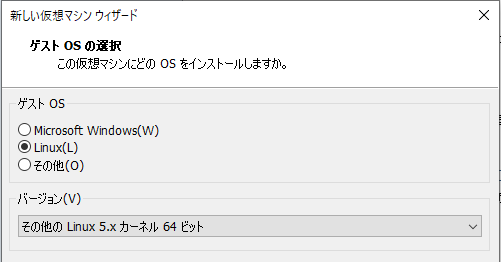 新しい仮想マシン ウィザード
ゲスト OS の選択
この仮想マシンにどの OS をインストールしますか。
ゲスト OS
Microsoft Windows(W)
Linux(L)
その他(O)
バージョン(V)
その他の Linux 5.x カーネル 64 ビット